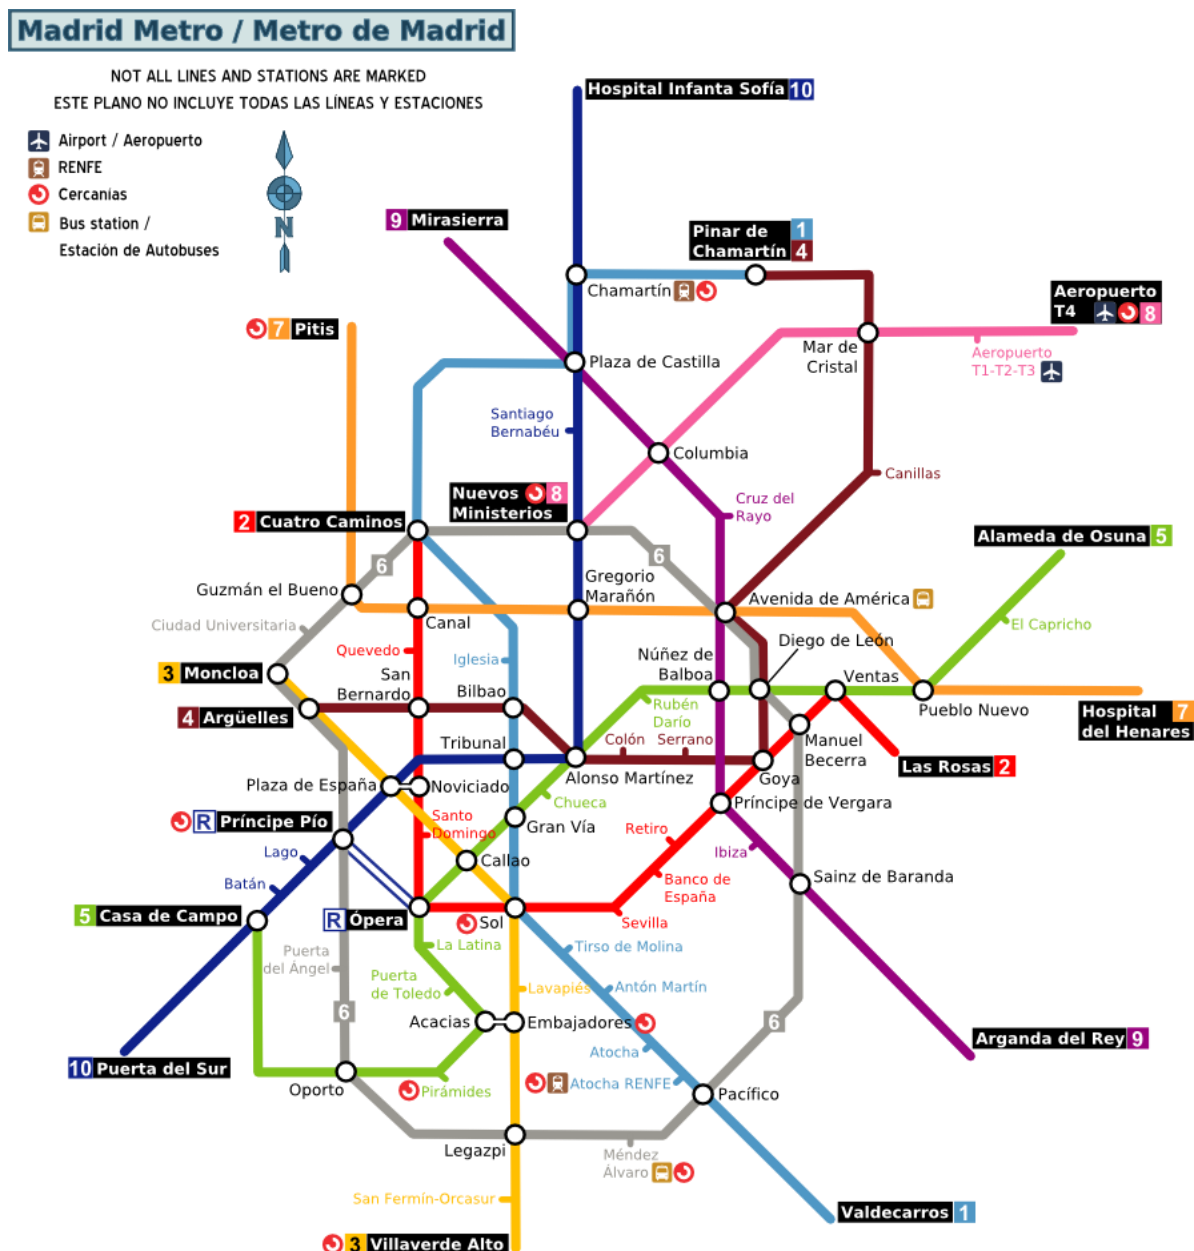 Madrid Metro / Metro de Madrid
NOT ALL LINES AND STATIONS ARE MARKED
ESTE PLANO NO INCLUYE TODAS LAS LÍNEAS Y ESTACIONES
Airport / Aeropuerto
RENFE
Cercanías
Bus station /
Estación de Autobuses
N
Hospital Infanta Sofía 10
9 Mirasierra
Pinar de 1
Chamartín 4
Chamartín
Aeropuerto
T4 8
7 Pitis
Mar de
Cristal
Aeropuerto
T1-T2-T3
Plaza de Castilla
Santiago
Bernabéu
Columbia
Canillas
Nuevos 8
Ministerios
Cruz del
Rayo
2 Cuatro Caminos
Alameda de Osuna 5
6
6
Guzmán el Bueno
Gregorio
Marañón
Avenida de América
Canal
Ciudad Universitaria
El Capricho
Diego de León
Quevedo
Iglesia
Núñez de
Balboa
3 Moncloa
San
Bernardo
Bilbao
Ventas
Rubén
Darío
Pueblo Nuevo
4 Argüelles
Hospital 7
del Henares
Tribunal
Colón
Serrano
Manuel
Becerra
Las Rosas 2
Alonso Martínez
Goya
Plaza de España
Noviciado
Chueca
Príncipe de Vergara
R Príncipe Pío
Santo
Domingo
Gran Vía
Retiro
Lago
Callao
Ibiza
Batán
Banco de
España
Sainz de Baranda
5 Casa de Campo
R Ópera
Sol
Sevilla
La Latina
Tirso de Molina
Puerta
del Ángel
Puerta
de Toledo
Lavapiés
Antón Martín
6
Acacias
Embajadores
6
Arganda del Rey 9
Atocha
10 Puerta del Sur
Oporto
Pirámides
Atocha RENFE
Pacífico
Legazpi
Méndez
Álvaro
San Fermín-Orcasur
Valdecarros 1
3 Villaverde Alto